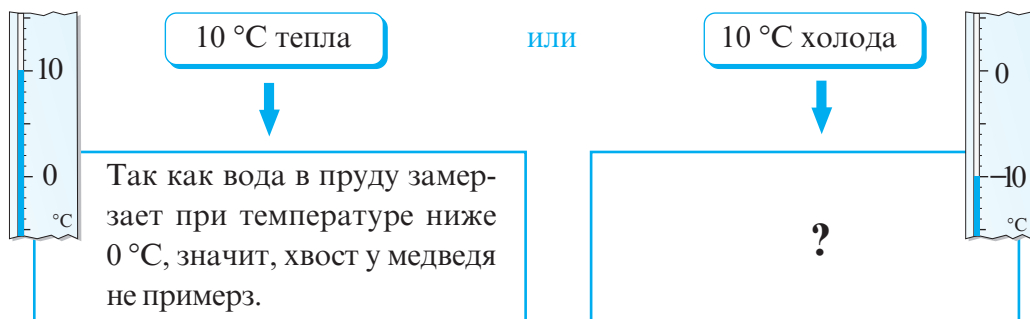 10 °С тепла
или
10 °С холода
10
0
°С
Так как вода в пруду замер-
зает при температуре ниже
0 °С, значит, хвост у медведя
не примерз.
?
0
–10
°С